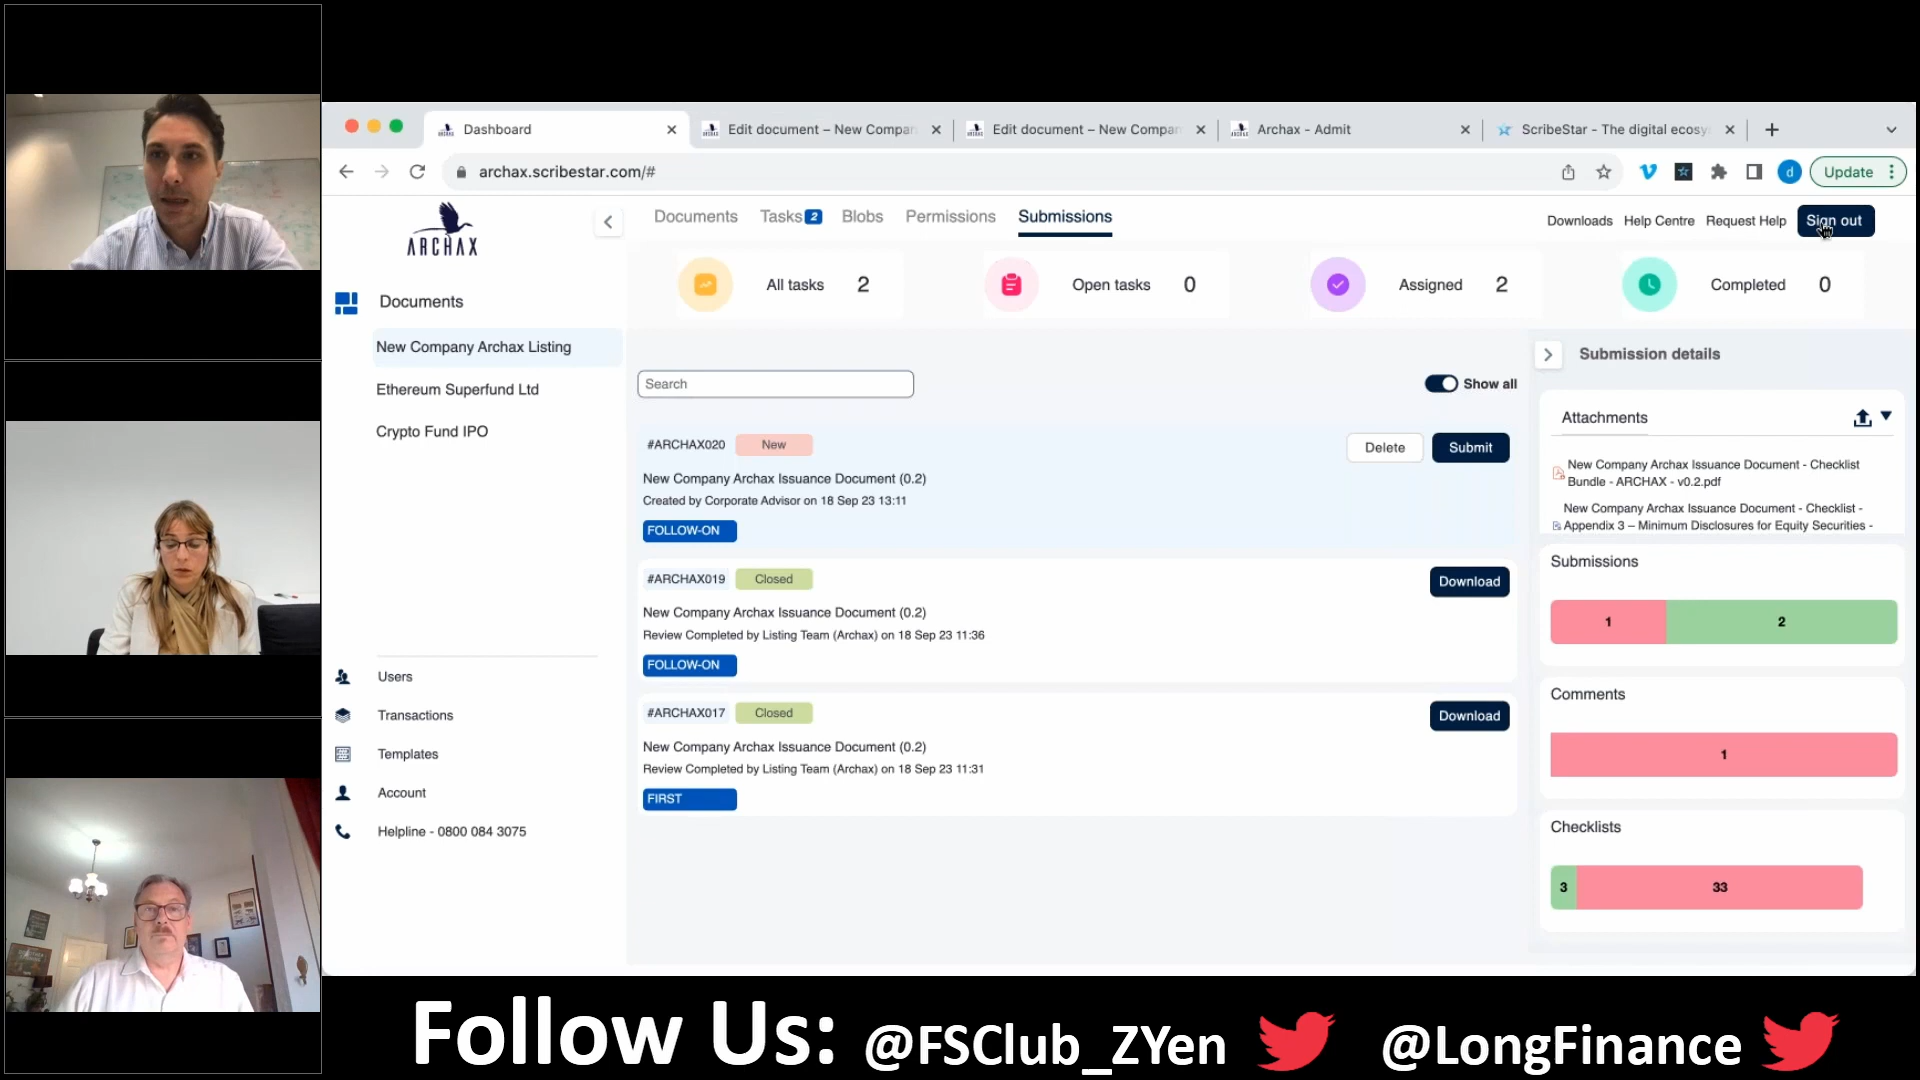 Dashboard
Edit document – New Compan
Edit document – New Compan
Archax - Admit
ScribeStar - The digital ecosy
archax.scribestar.com/#
d
Update
ARCHAX
Documents
Tasks 2
Blobs
Permissions
Submissions
Downloads
Help Centre
Request Help
Sign out
All tasks 2
Open tasks 0
Assigned 2
Completed 0
Documents
New Company Archax Listing
Ethereum Superfund Ltd
Crypto Fund IPO
Users
Transactions
Templates
Account
Helpline - 0800 084 3075
Search
Show all
#ARCHAX020 New
Delete
Submit
New Company Archax Issuance Document (0.2)
Created by Corporate Advisor on 18 Sep 23 13:11
FOLLOW-ON
#ARCHAX019 Closed
Download
New Company Archax Issuance Document (0.2)
Review Completed by Listing Team (Archax) on 18 Sep 23 11:36
FOLLOW-ON
#ARCHAX017 Closed
Download
New Company Archax Issuance Document (0.2)
Review Completed by Listing Team (Archax) on 18 Sep 23 11:31
FIRST
Submission details
Attachments
New Company Archax Issuance Document - Checklist
Bundle - ARCHAX - v0.2.pdf
New Company Archax Issuance Document - Checklist -
Appendix 3 – Minimum Disclosures for Equity Securities -
Submissions
1 2
Comments
1
Checklists
3 33
Follow Us: @FSClub_ZYen @LongFinance